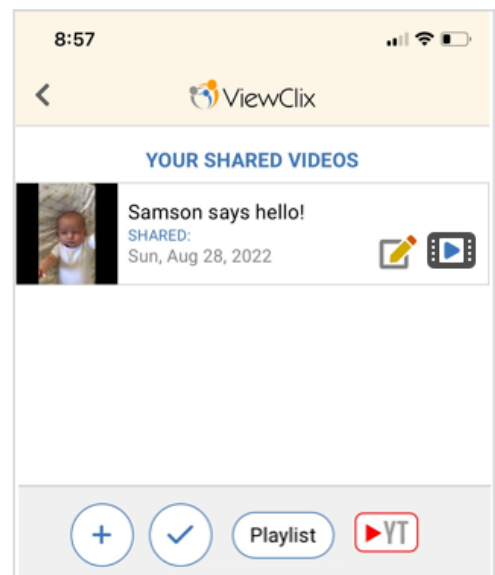 8:57
ViewClix
YOUR SHARED VIDEOS
Samson says hello!
SHARED:
Sun, Aug 28, 2022
Playlist
YT